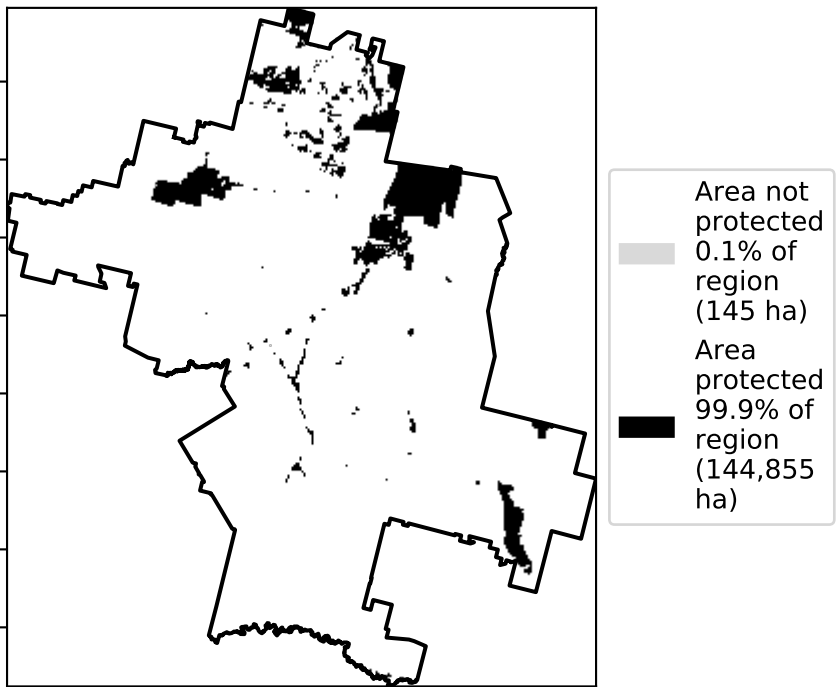 Area not
protected
0.1% of
region
(145 ha)
Area
protected
99.9% of
region
(144,855
ha)